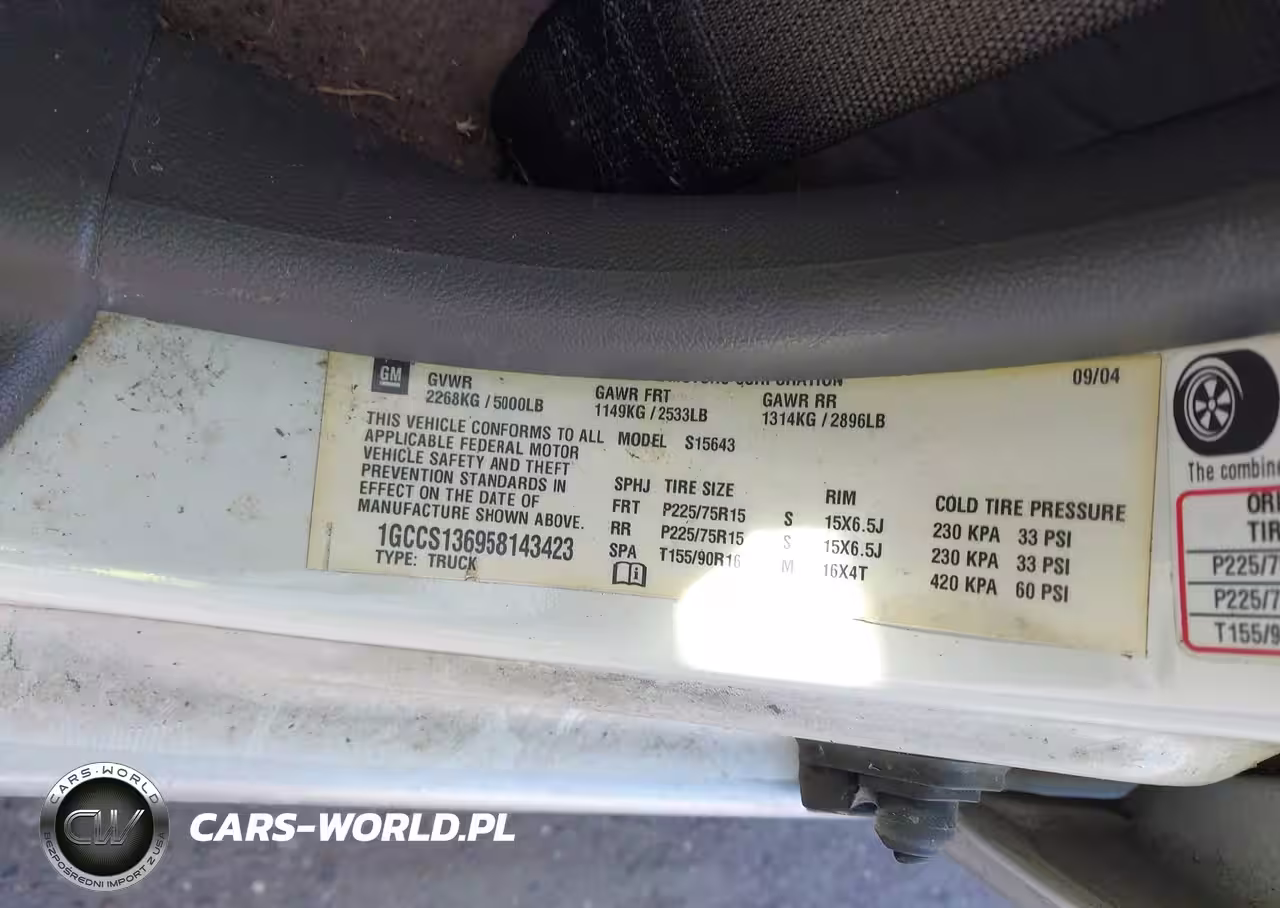 GM
GVWR
2268KG / 5000LB
GAWR FRT
1149KG / 2533LB
GAWR RR
1314KG / 2896LB
09/04
THIS VEHICLE CONFORMS TO ALL
APPLICABLE FEDERAL MOTOR
VEHICLE SAFETY AND THEFT
PREVENTION STANDARDS IN
EFFECT ON THE DATE OF
MANUFACTURE SHOWN ABOVE.
1GCCS136958143423
TYPE: TRUCK
MODEL S15643
SPHJ TIRE SIZE RIM COLD TIRE PRESSURE
FRT P225/75R15 S 15X6.5J 230 KPA 33 PSI
RR P225/75R15 S 15X6.5J 230 KPA 33 PSI
SPA T155/90R16 M 16X4T 420 KPA 60 PSI
The combine
P225/7
P225/7
T155/9
CARS-WORLD
CW
BEZPOŚREDNI IMPORT Z USA
CARS-WORLD.PL